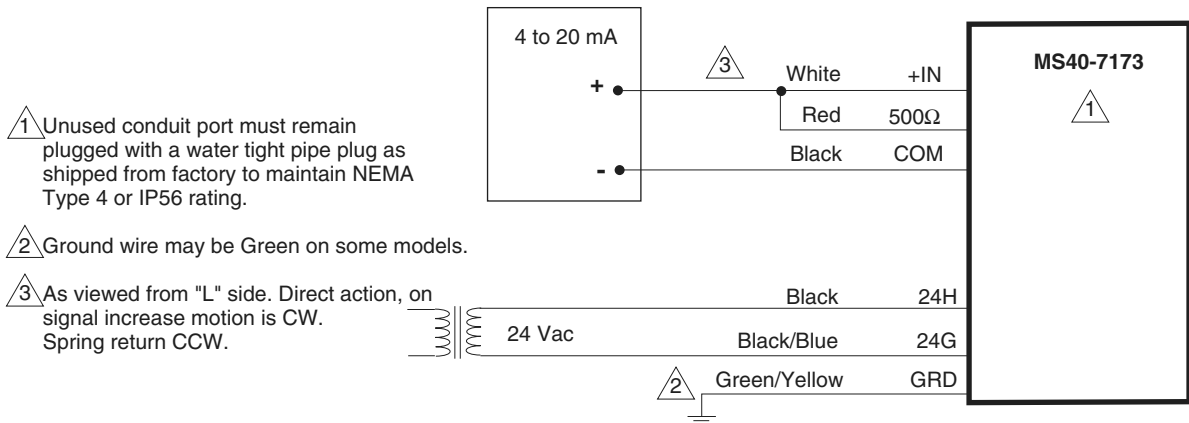 4 to 20 mA
+
-
3
White +IN
Red 500Ω
Black COM
MS40-7173
1
1 Unused conduit port must remain
plugged with a water tight pipe plug as
shipped from factory to maintain NEMA
Type 4 or IP56 rating.
2 Ground wire may be Green on some models.
3 As viewed from "L" side. Direct action, on
signal increase motion is CW.
Spring return CCW.
24 Vac
Black 24H
Black/Blue 24G
2 Green/Yellow GRD